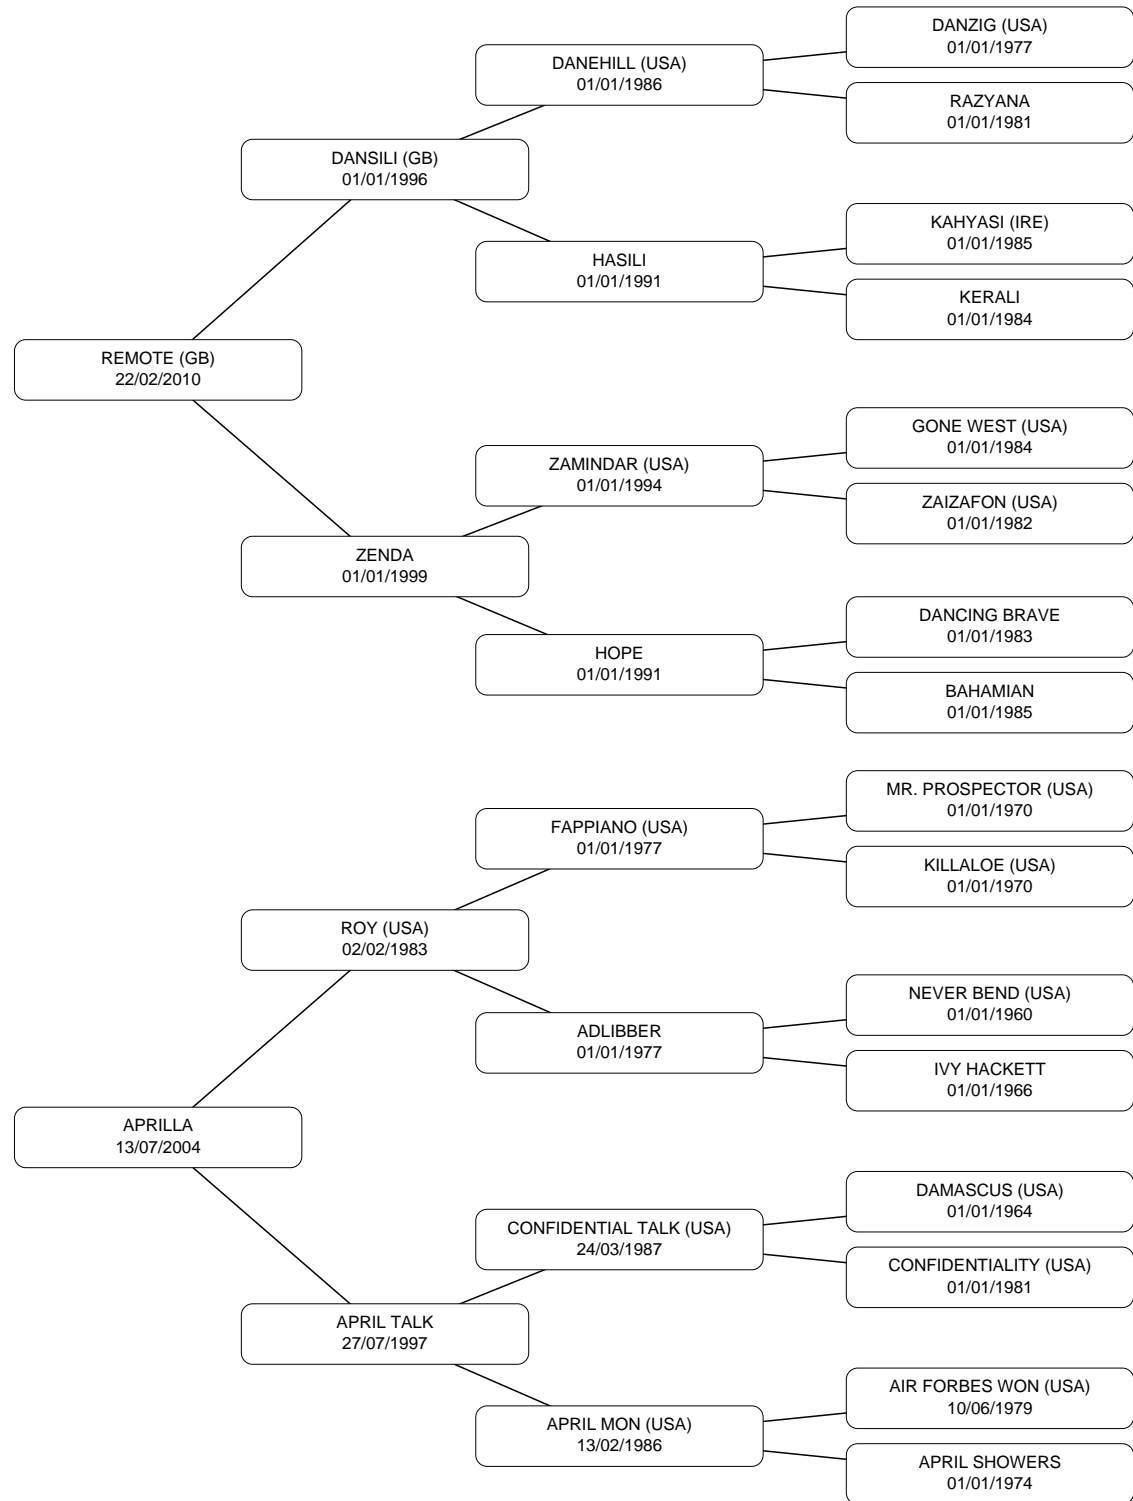 DANZIG (USA)
01/01/1977
DANEHILL (USA)
01/01/1986
RAZYANA
01/01/1981
DANSILI (GB)
01/01/1996
KAHYASI (IRE)
01/01/1985
HASILI
01/01/1991
KERALI
01/01/1984
REMOTE (GB)
22/02/2010
GONE WEST (USA)
01/01/1984
ZAMINDAR (USA)
01/01/1994
ZAIZAFON (USA)
01/01/1982
ZENDA
01/01/1999
DANCING BRAVE
01/01/1983
HOPE
01/01/1991
BAHAMIAN
01/01/1985
MR. PROSPECTOR (USA)
01/01/1970
FAPPIANO (USA)
01/01/1977
KILLALOE (USA)
01/01/1970
ROY (USA)
02/02/1983
NEVER BEND (USA)
01/01/1960
ADLIBBER
01/01/1977
IVY HACKETT
01/01/1966
APRILLA
13/07/2004
DAMASCUS (USA)
01/01/1964
CONFIDENTIAL TALK (USA)
24/03/1987
CONFIDENTIALITY (USA)
01/01/1981
APRIL TALK
27/07/1997
AIR FORBES WON (USA)
10/06/1979
APRIL MON (USA)
13/02/1986
APRIL SHOWERS
01/01/1974